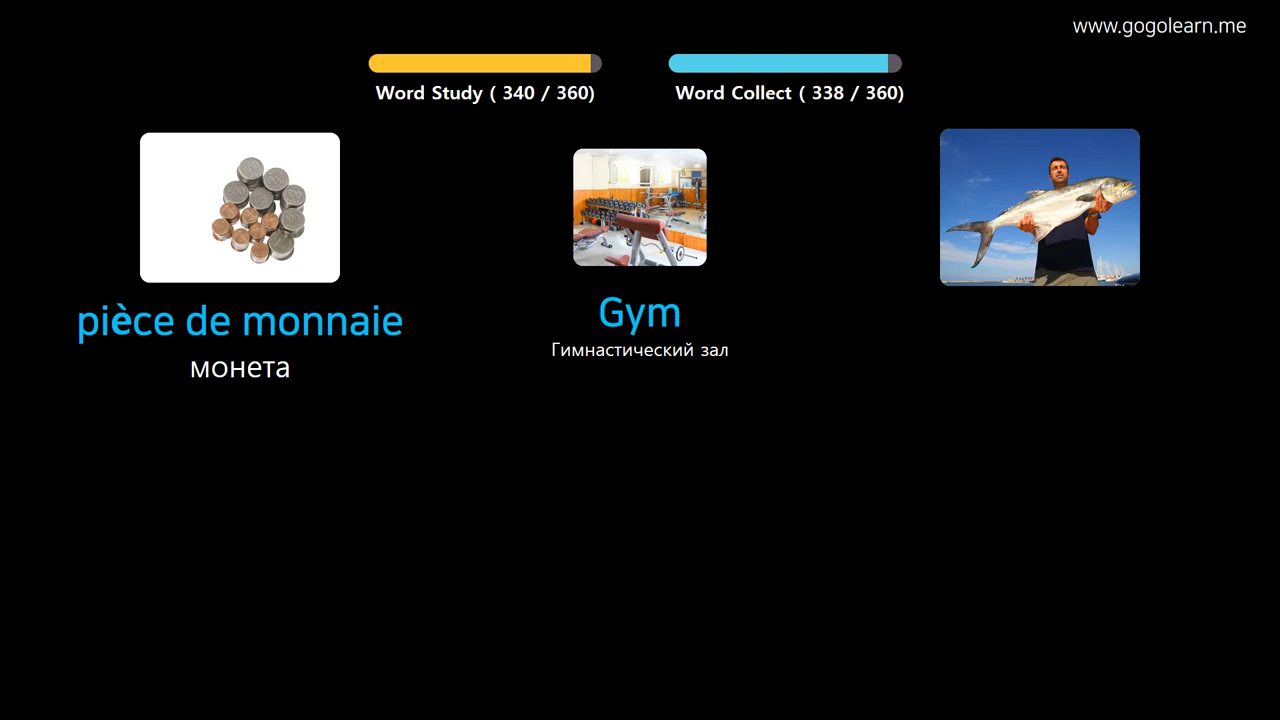 www.gogolearn.me
Word Study ( 340 / 360)
Word Collect ( 338 / 360)
pièce de monnaie
монета
Gym
Гимнастический зал